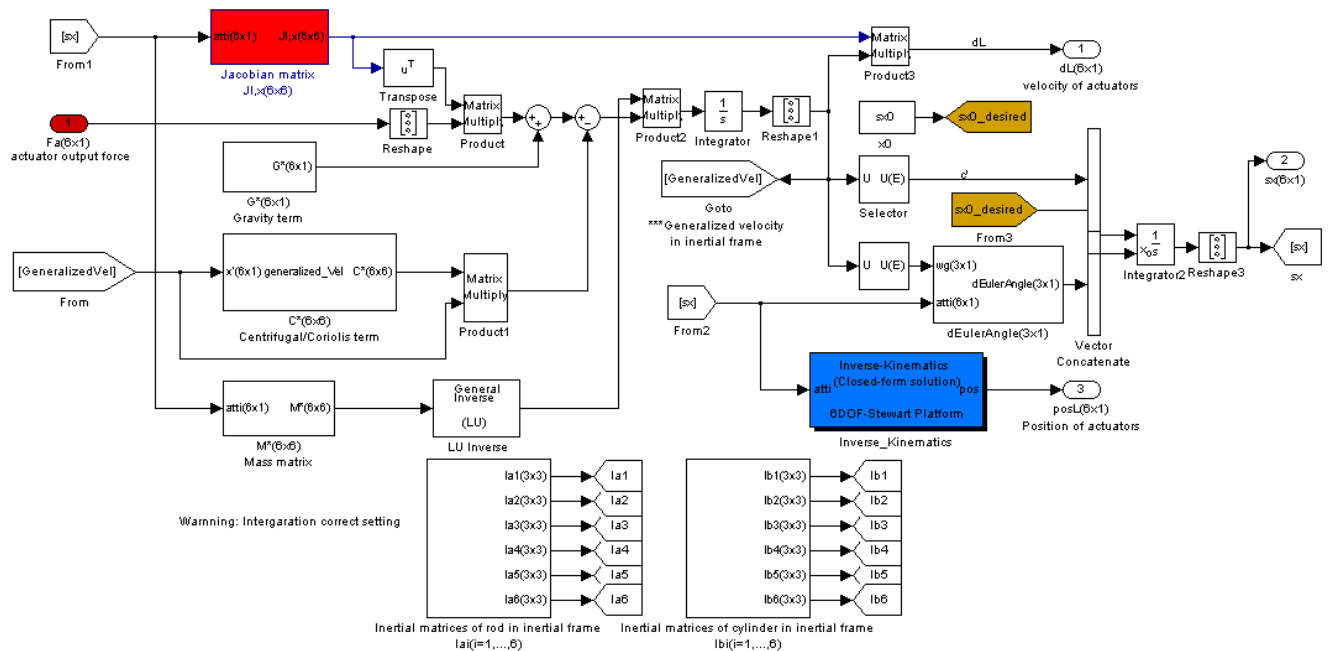 [sx]
From1
atti(6x1) Jl,x(6x6)
Jacobian matrix
Jl,x(6x6)
u^T
Transpose
Matrix
Multipl,
Product
Reshape
1
Fa(6x1)
actuator output force
G*(6x1)
G*(6x1)
Gravity term
[GeneralizedVel]
From
x'(6x1) generalized_Vel C*(6x6)
C*(6x6)
Centrifugal/Coriolis term
Matrix
Multiply
Product1
atti(6x1) M*(6x6)
M*(6x6)
Mass matrix
General
Inverse
(LU)
LU Inverse
Matrix
Multipl,
Product2
1
s
Integrator
Reshape1
Matrix
Multipl,
Product3
dL
1
dL(6x1)
velocity of actuators
sx0
x0
sx0_desired
[GeneralizedVel]
Goto
***Generalized velocity
in inertial frame
U U(E)
Selector
c'
sx0_desired
From3
U U(E)
wg(3x1)
dEulerAngle(3x1)
atti(6x1)
dEulerAngle(3x1)
[sx]
From2
Vector
Concatenate
1
x0 s
Integrator2
Reshape3
2
sx(6x1)
[sx]
sx
Inverse-Kinematics
(Closed-form solution)
atti pos
6DOF-Stewart Platform
Inverse_Kinematics
3
posL(6x1)
Position of actuators
Warnning: Intergaration correct setting
Ia1(3x3)
Ia2(3x3)
Ia3(3x3)
Ia4(3x3)
Ia5(3x3)
Ia6(3x3)
Ia1
Ia2
Ia3
Ia4
Ia5
Ia6
Inertial matrices of rod in inertial frame
Iai(i=1,...,6)
Ib1(3x3)
Ib2(3x3)
Ib3(3x3)
Ib4(3x3)
Ib5(3x3)
Ib6(3x3)
Ib1
Ib2
Ib3
Ib4
Ib5
Ib6
Inertial matrices of cylinder in inertial frame
Ibi(i=1,...,6)